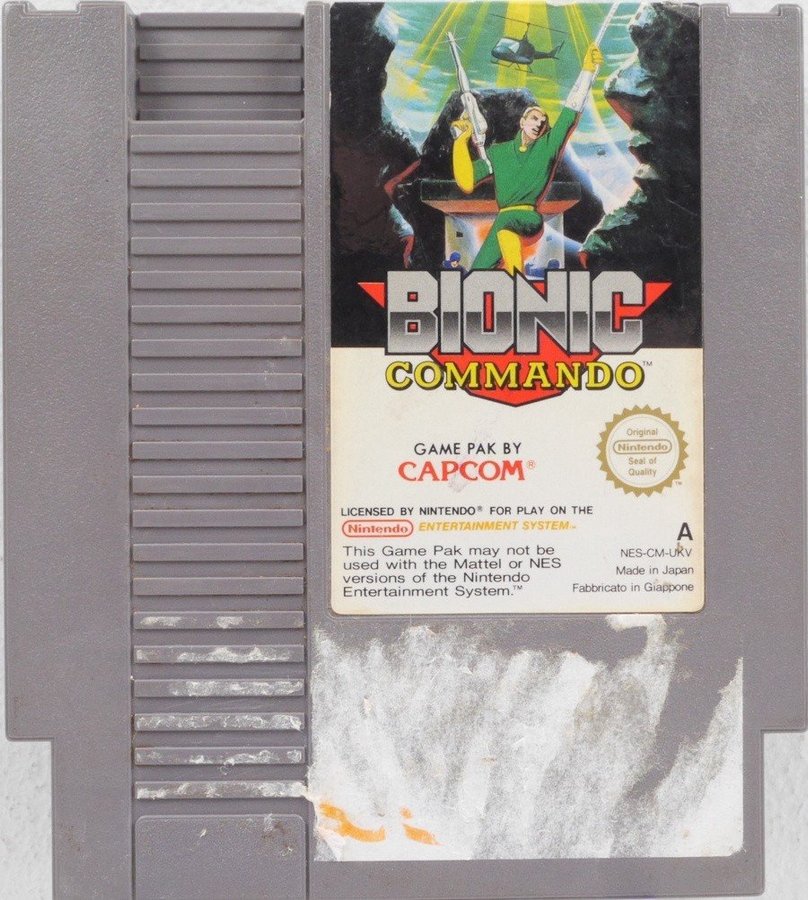 BIONIC
COMMANDO™
GAME PAK BY
CAPCOM®
Original
Nintendo
Seal of
Quality
™
LICENSED BY NINTENDO® FOR PLAY ON THE
Nintendo ENTERTAINMENT SYSTEM™
This Game Pak may not be
used with the Mattel or NES
versions of the Nintendo
Entertainment System.™
A
NES-CM-UKV
Made in Japan
Fabbricato in Giappone